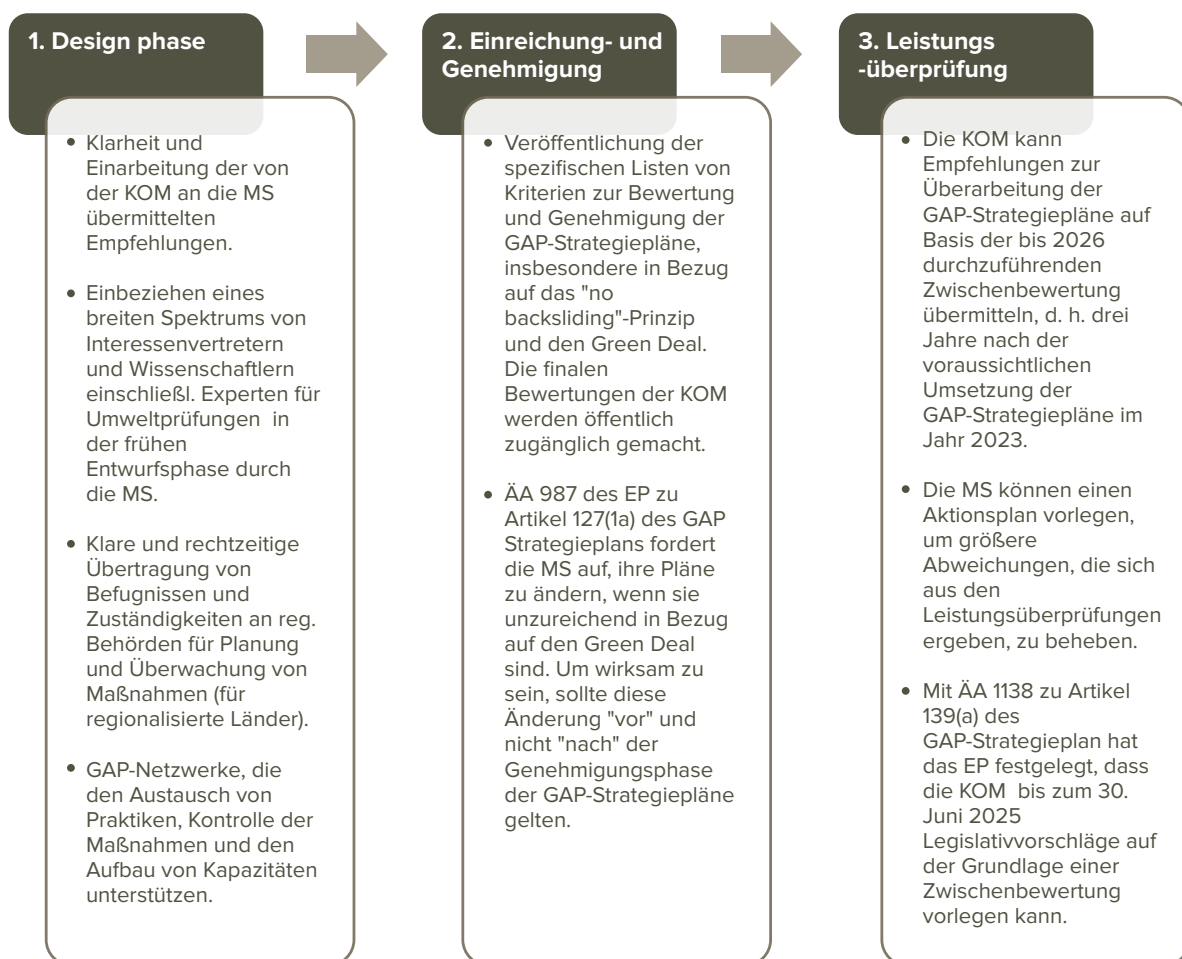 1. Design phase
• Klarheit und
Einarbeitung der von
der KOM an die MS
übermittelten
Empfehlungen.
• Einbeziehen eines
breiten Spektrums von
Interessenvertretern
und Wissenschaftlern
einschließl. Experten für
Umweltprüfungen in
der frühen
Entwurfsphase durch
die MS.
• Klare und rechtzeitige
Übertragung von
Befugnissen und
Zuständigkeiten an reg.
Behörden für Planung
und Überwachung von
Maßnahmen (für
regionalisierte Länder).
• GAP-Netzwerke, die
den Austausch von
Praktiken, Kontrolle der
Maßnahmen und den
Aufbau von Kapazitäten
unterstützen.
2. Einreichung- und
Genehmigung
• Veröffentlichung der
spezifischen Listen von
Kriterien zur Bewertung
und Genehmigung der
GAP-Strategiepläne,
insbesondere in Bezug
auf das "no
backsliding"-Prinzip
und den Green Deal.
Die finalen
Bewertungen der KOM
werden öffentlich
zugänglich gemacht.
• ÄA 987 des EP zu
Artikel 127(1a) des GAP
Strategieplans fordert
die MS auf, ihre Pläne
zu ändern, wenn sie
unzureichend in Bezug
auf den Green Deal
sind. Um wirksam zu
sein, sollte diese
Änderung "vor" und
nicht "nach" der
Genehmigungsphase
der GAP-Strategiepläne
gelten.
3. Leistungs
-überprüfung
• Die KOM kann
Empfehlungen zur
Überarbeitung der
GAP-Strategiepläne auf
Basis der bis 2026
durchzuführenden
Zwischenbewertung
übermitteln, d. h. drei
Jahre nach der
voraussichtlichen
Umsetzung der
GAP-Strategiepläne im
Jahr 2023.
• Die MS können einen
Aktionsplan vorlegen,
um größere
Abweichungen, die sich
aus den
Leistungsüberprüfungen
ergeben, zu beheben.
• Mit ÄA 1138 zu Artikel
139(a) des
GAP-Strategieplan hat
das EP festgelegt, dass
die KOM bis zum 30.
Juni 2025
Legislativvorschläge auf
der Grundlage einer
Zwischenbewertung
vorlegen kann.